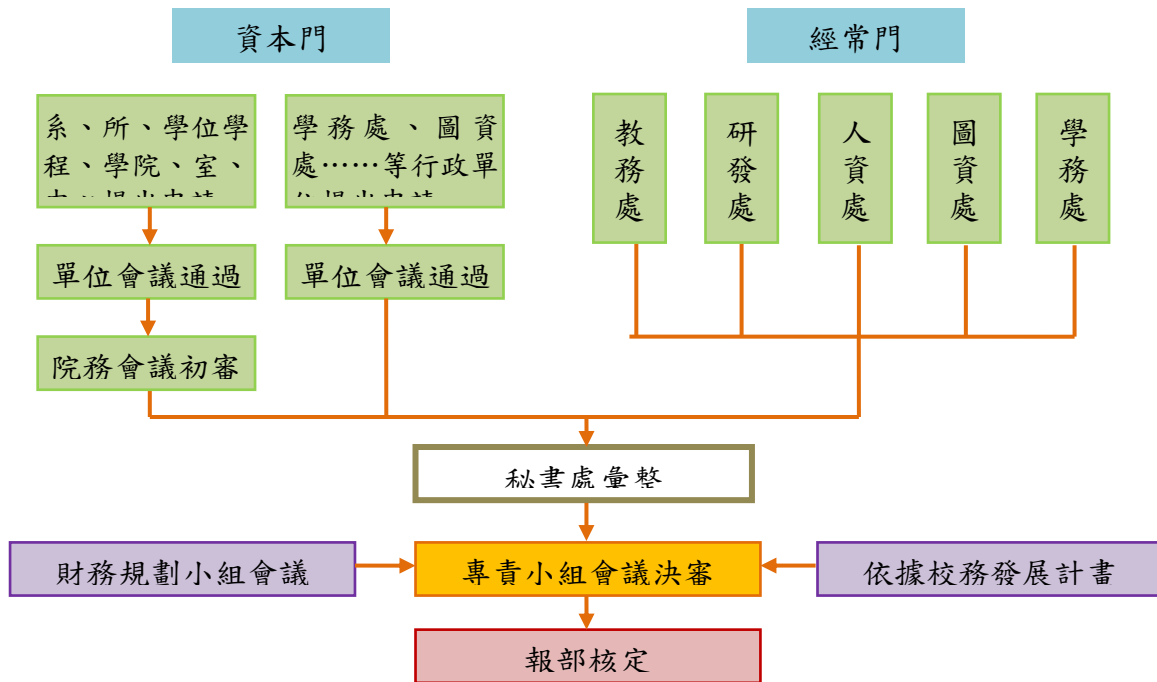 資本門
經常門
系、所、學位學
程、學院、室、
學務處、圖資
處……等行政單
教務處
研發處
人資處
圖資處
學務處
單位會議通過
單位會議通過
院務會議初審
秘書處彙整
財務規劃小組會議
專責小組會議決審
依據校務發展計書
報部核定